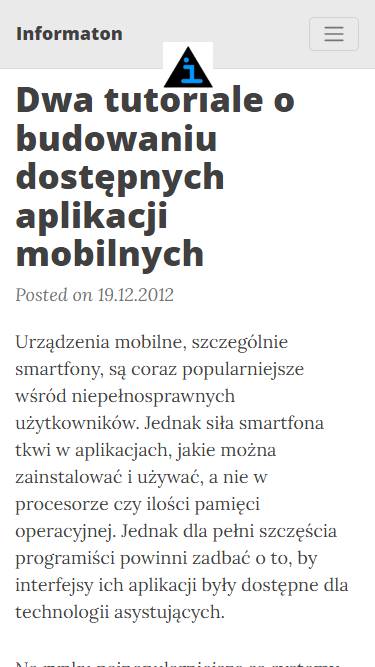 Informaton
Dwa tutoriale o
budowaniu
dostępnych
aplikacji
mobilnych
Posted on 19.12.2012
Urządzenia mobilne, szczególnie
smartfony, są coraz popularniejsze
wśród niepełnosprawnych
użytkowników. Jednak siła smartfona
tkwi w aplikacjach, jakie można
zainstalować i używać, a nie w
procesorze czy ilości pamięci
operacyjnej. Jednak dla pełni szczęścia
programiści powinni zadbać o to, by
interfejsy ich aplikacji były dostępne dla
technologii asystujących.